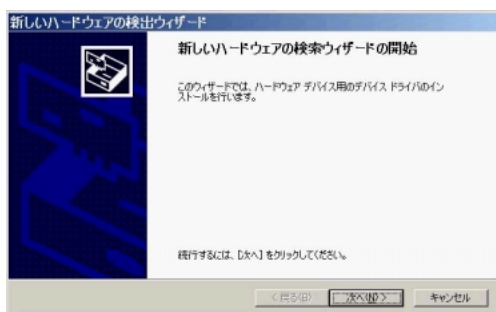 新しいハードウェアの検出ウィザード
新しいハードウェアの検索ウィザードの開始
このウィザードでは、ハードウェア デバイス用のデバイス ドライバのイン
ストールを行います。
続行するには、[次へ] をクリックしてください。
< 戻る(B)
次へ(N) >
キャンセル